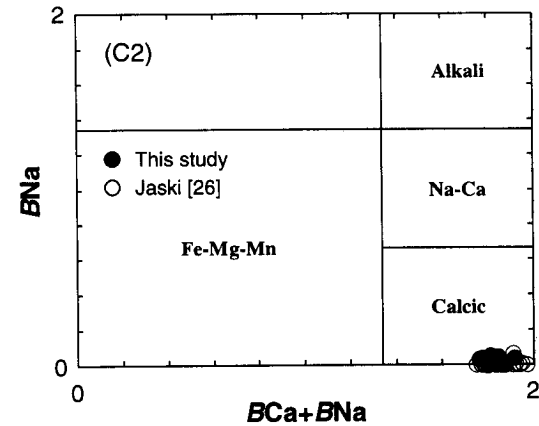 2
(C2)
Alkali
This study
Jaski [26]
BNa
Na-Ca
Fe-Mg-Mn
Calcic
0
0
2
BCa+BNa